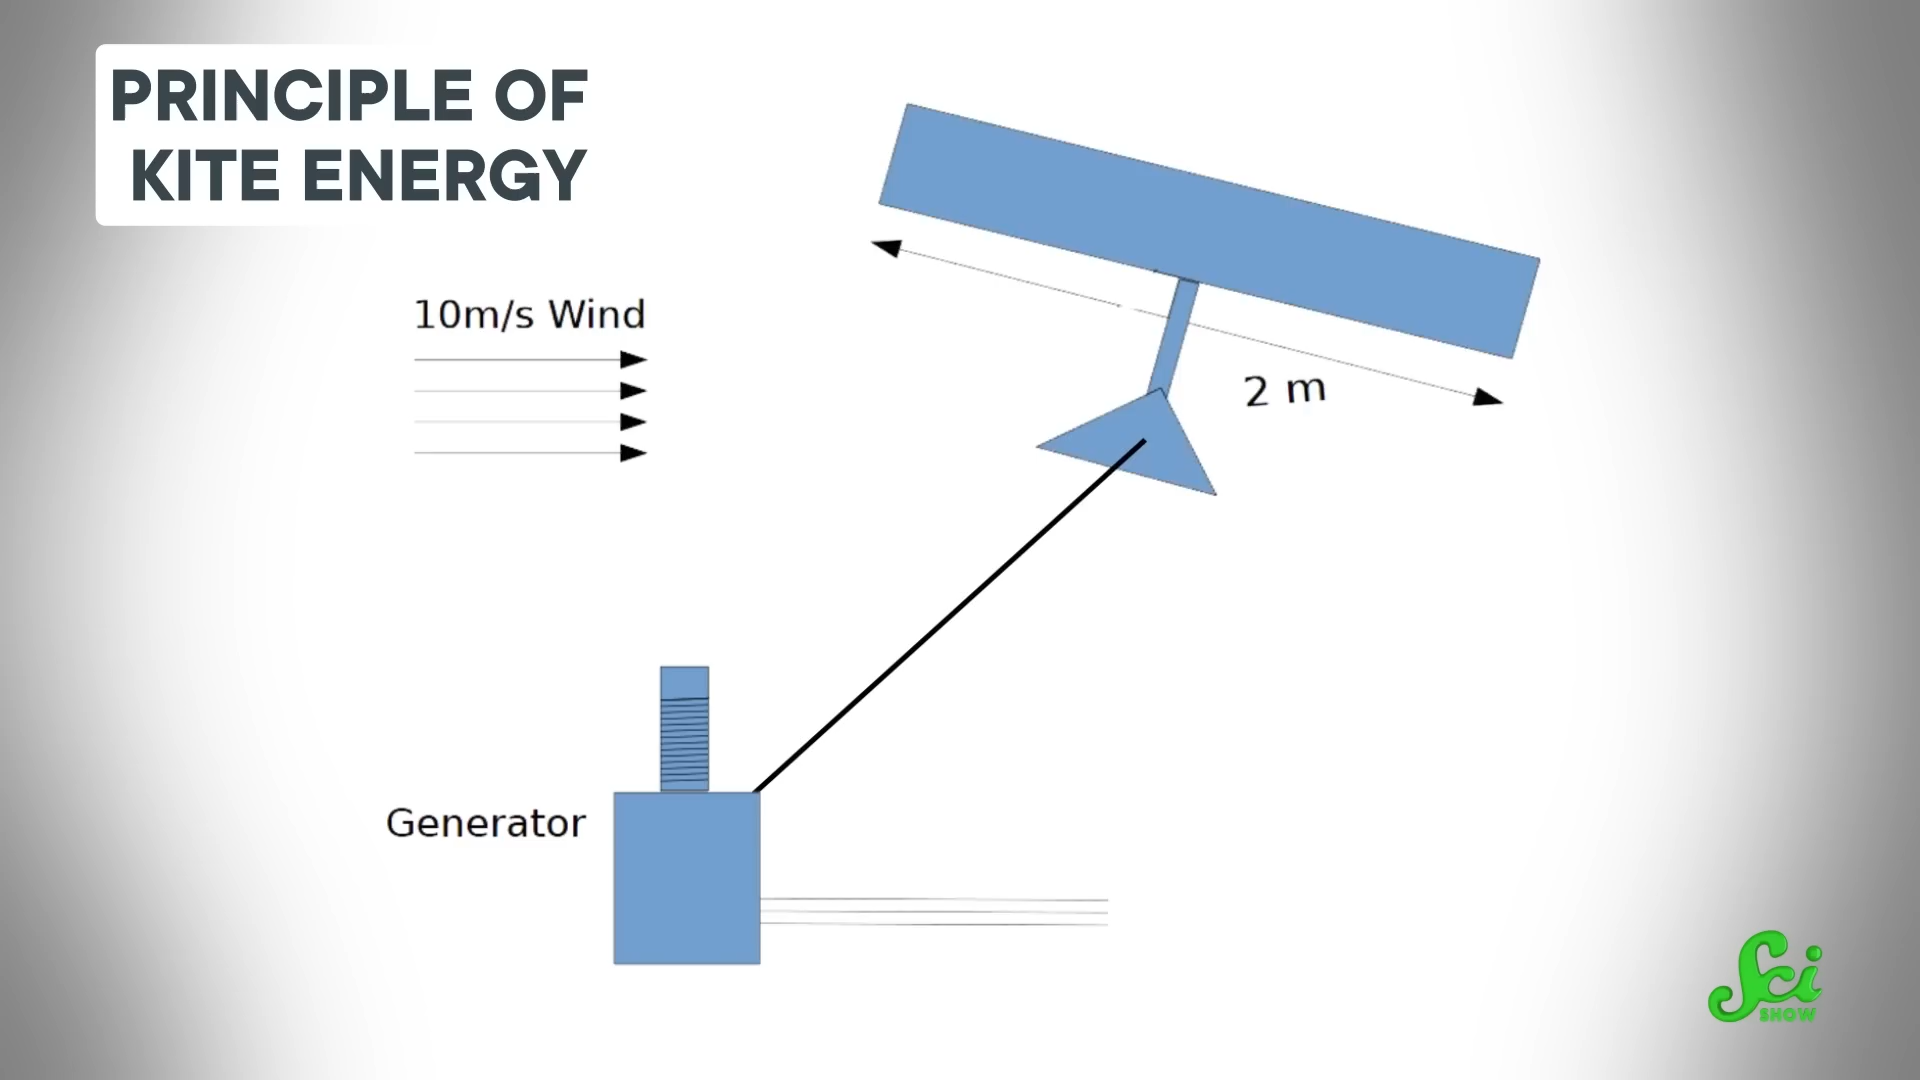 PRINCIPLE OF
KITE ENERGY
10m/s Wind
2 m
Generator
Sci
SHOW